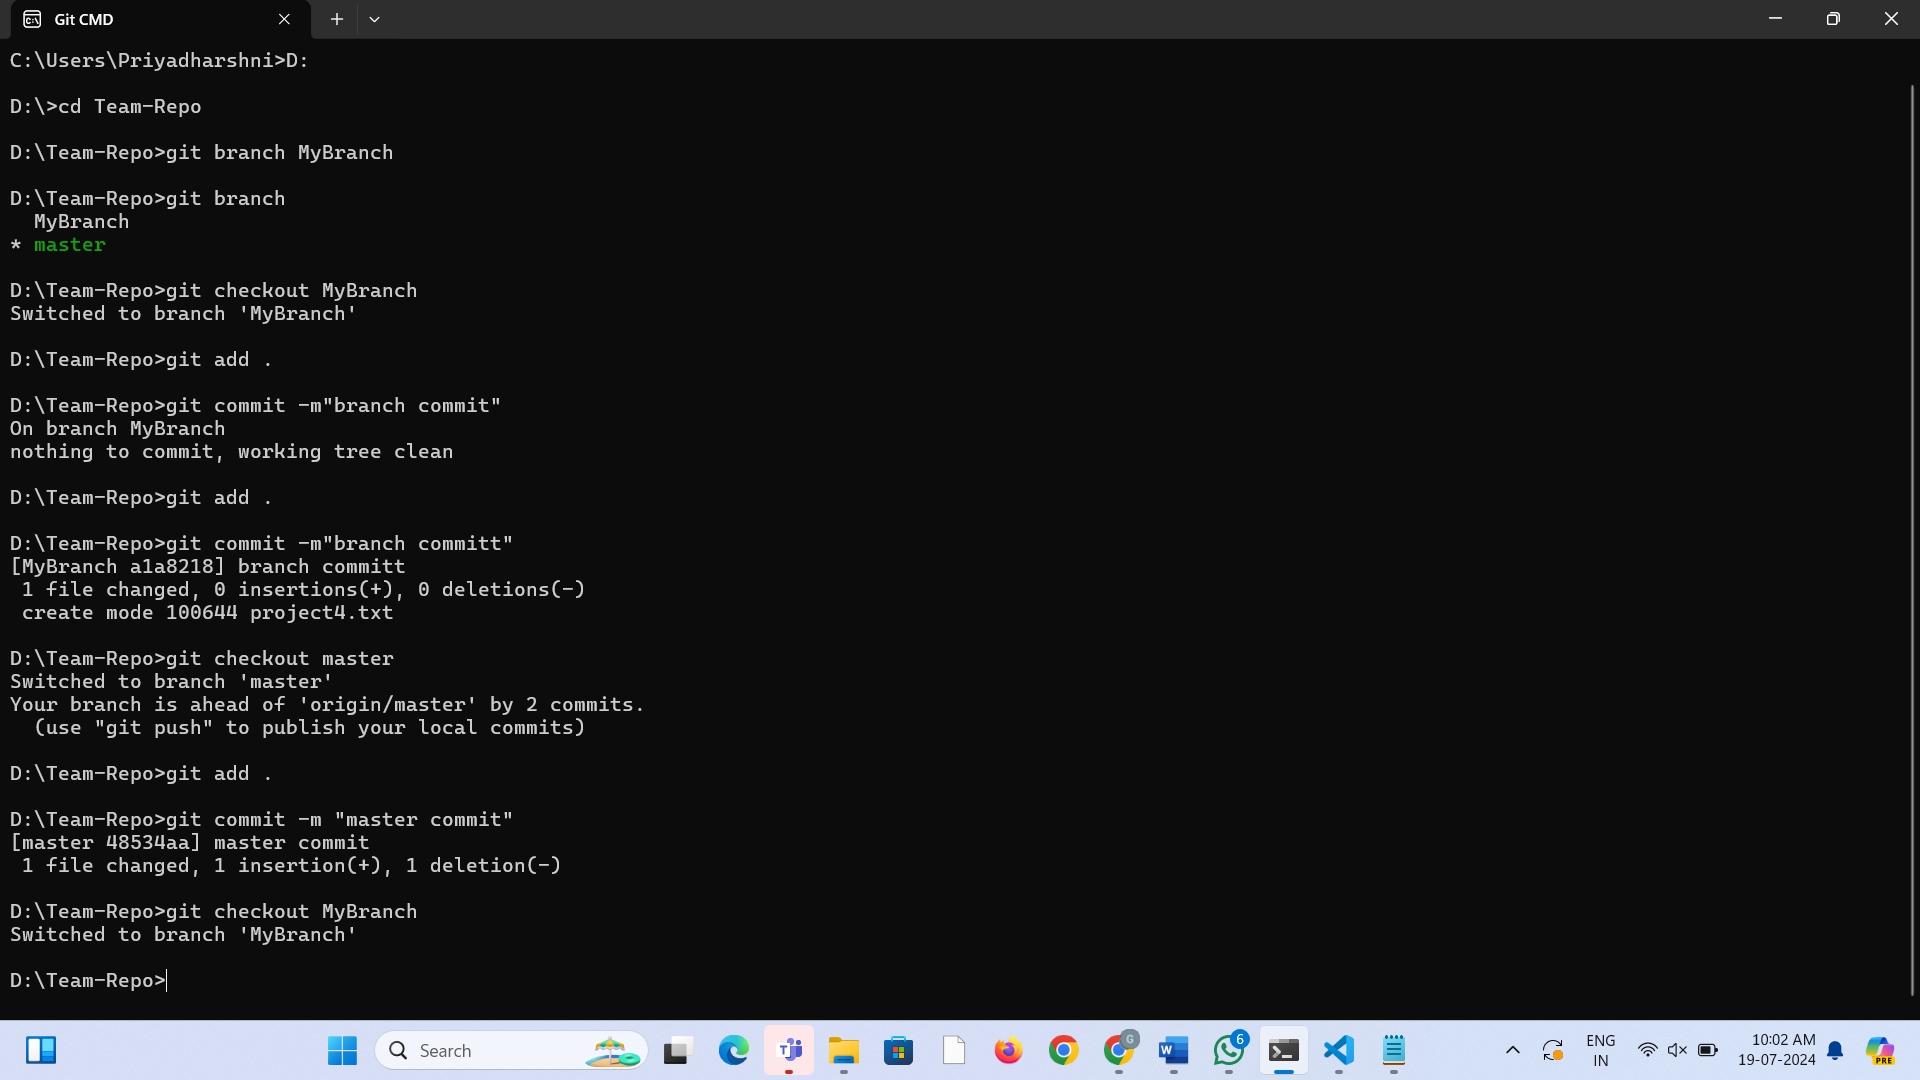 Git CMD
C:\Users\Priyadharshni>D:
D:\>cd Team-Repo
D:\Team-Repo>git branch MyBranch
D:\Team-Repo>git branch
  MyBranch
* master
D:\Team-Repo>git checkout MyBranch
Switched to branch 'MyBranch'
D:\Team-Repo>git add .
D:\Team-Repo>git commit -m"branch commit"
On branch MyBranch
nothing to commit, working tree clean
D:\Team-Repo>git add .
D:\Team-Repo>git commit -m"branch committ"
[MyBranch a1a8218] branch committ
 1 file changed, 0 insertions(+), 0 deletions(-)
 create mode 100644 project4.txt
D:\Team-Repo>git checkout master
Switched to branch 'master'
Your branch is ahead of 'origin/master' by 2 commits.
  (use "git push" to publish your local commits)
D:\Team-Repo>git add .
D:\Team-Repo>git commit -m "master commit"
[master 48534aa] master commit
 1 file changed, 1 insertion(+), 1 deletion(-)
D:\Team-Repo>git checkout MyBranch
Switched to branch 'MyBranch'
D:\Team-Repo>
Search
G
6
ENG
IN
10:02 AM
19-07-2024
PRE